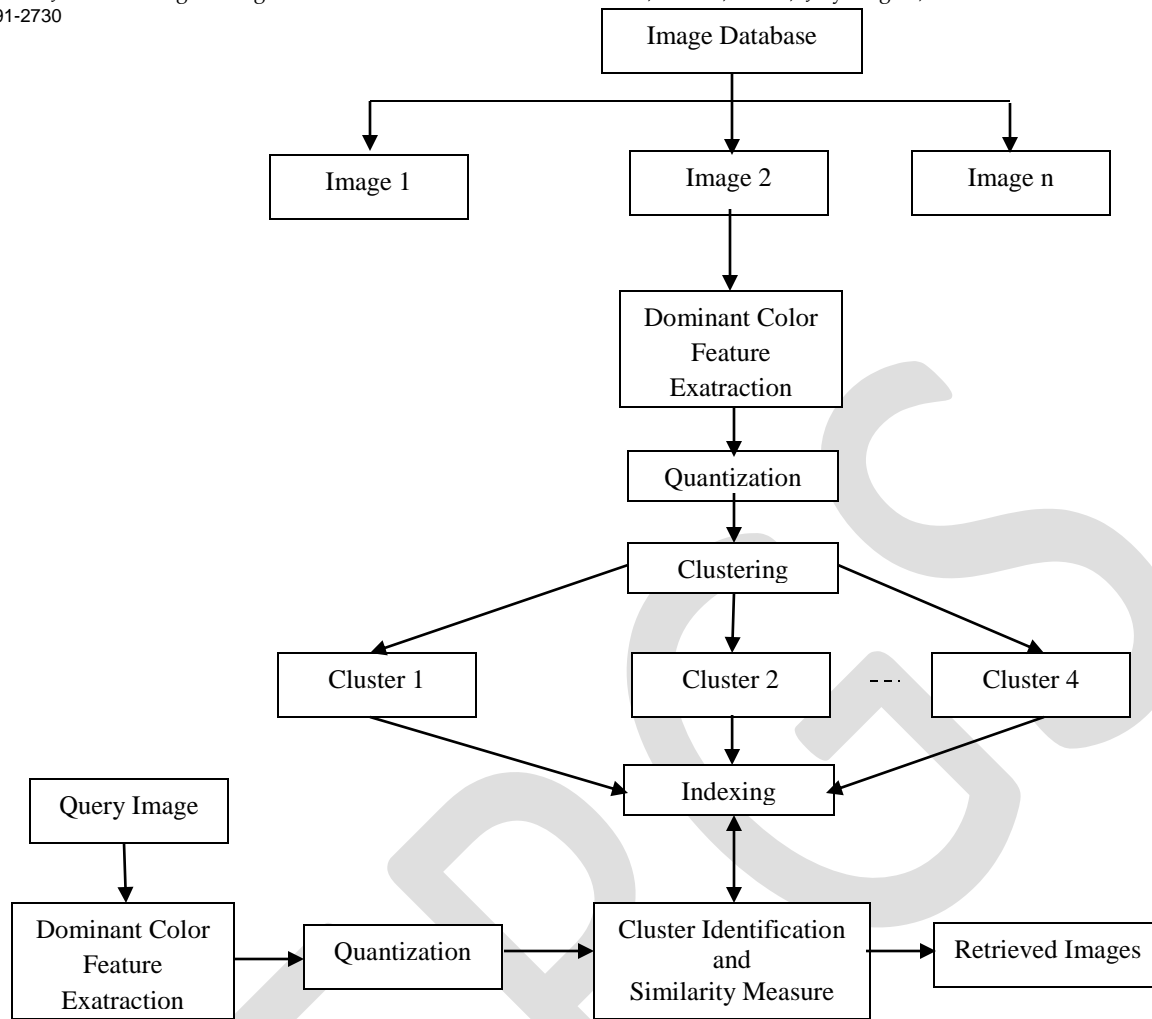 91-2730
Image Database
Image 1
Image 2
Image n
Dominant Color
Feature
Exatraction
Quantization
Clustering
Cluster 1
Cluster 2
Cluster 4
Indexing
Query Image
Dominant Color
Feature
Exatraction
Quantization
Cluster Identification
and
Similarity Measure
Retrieved Images